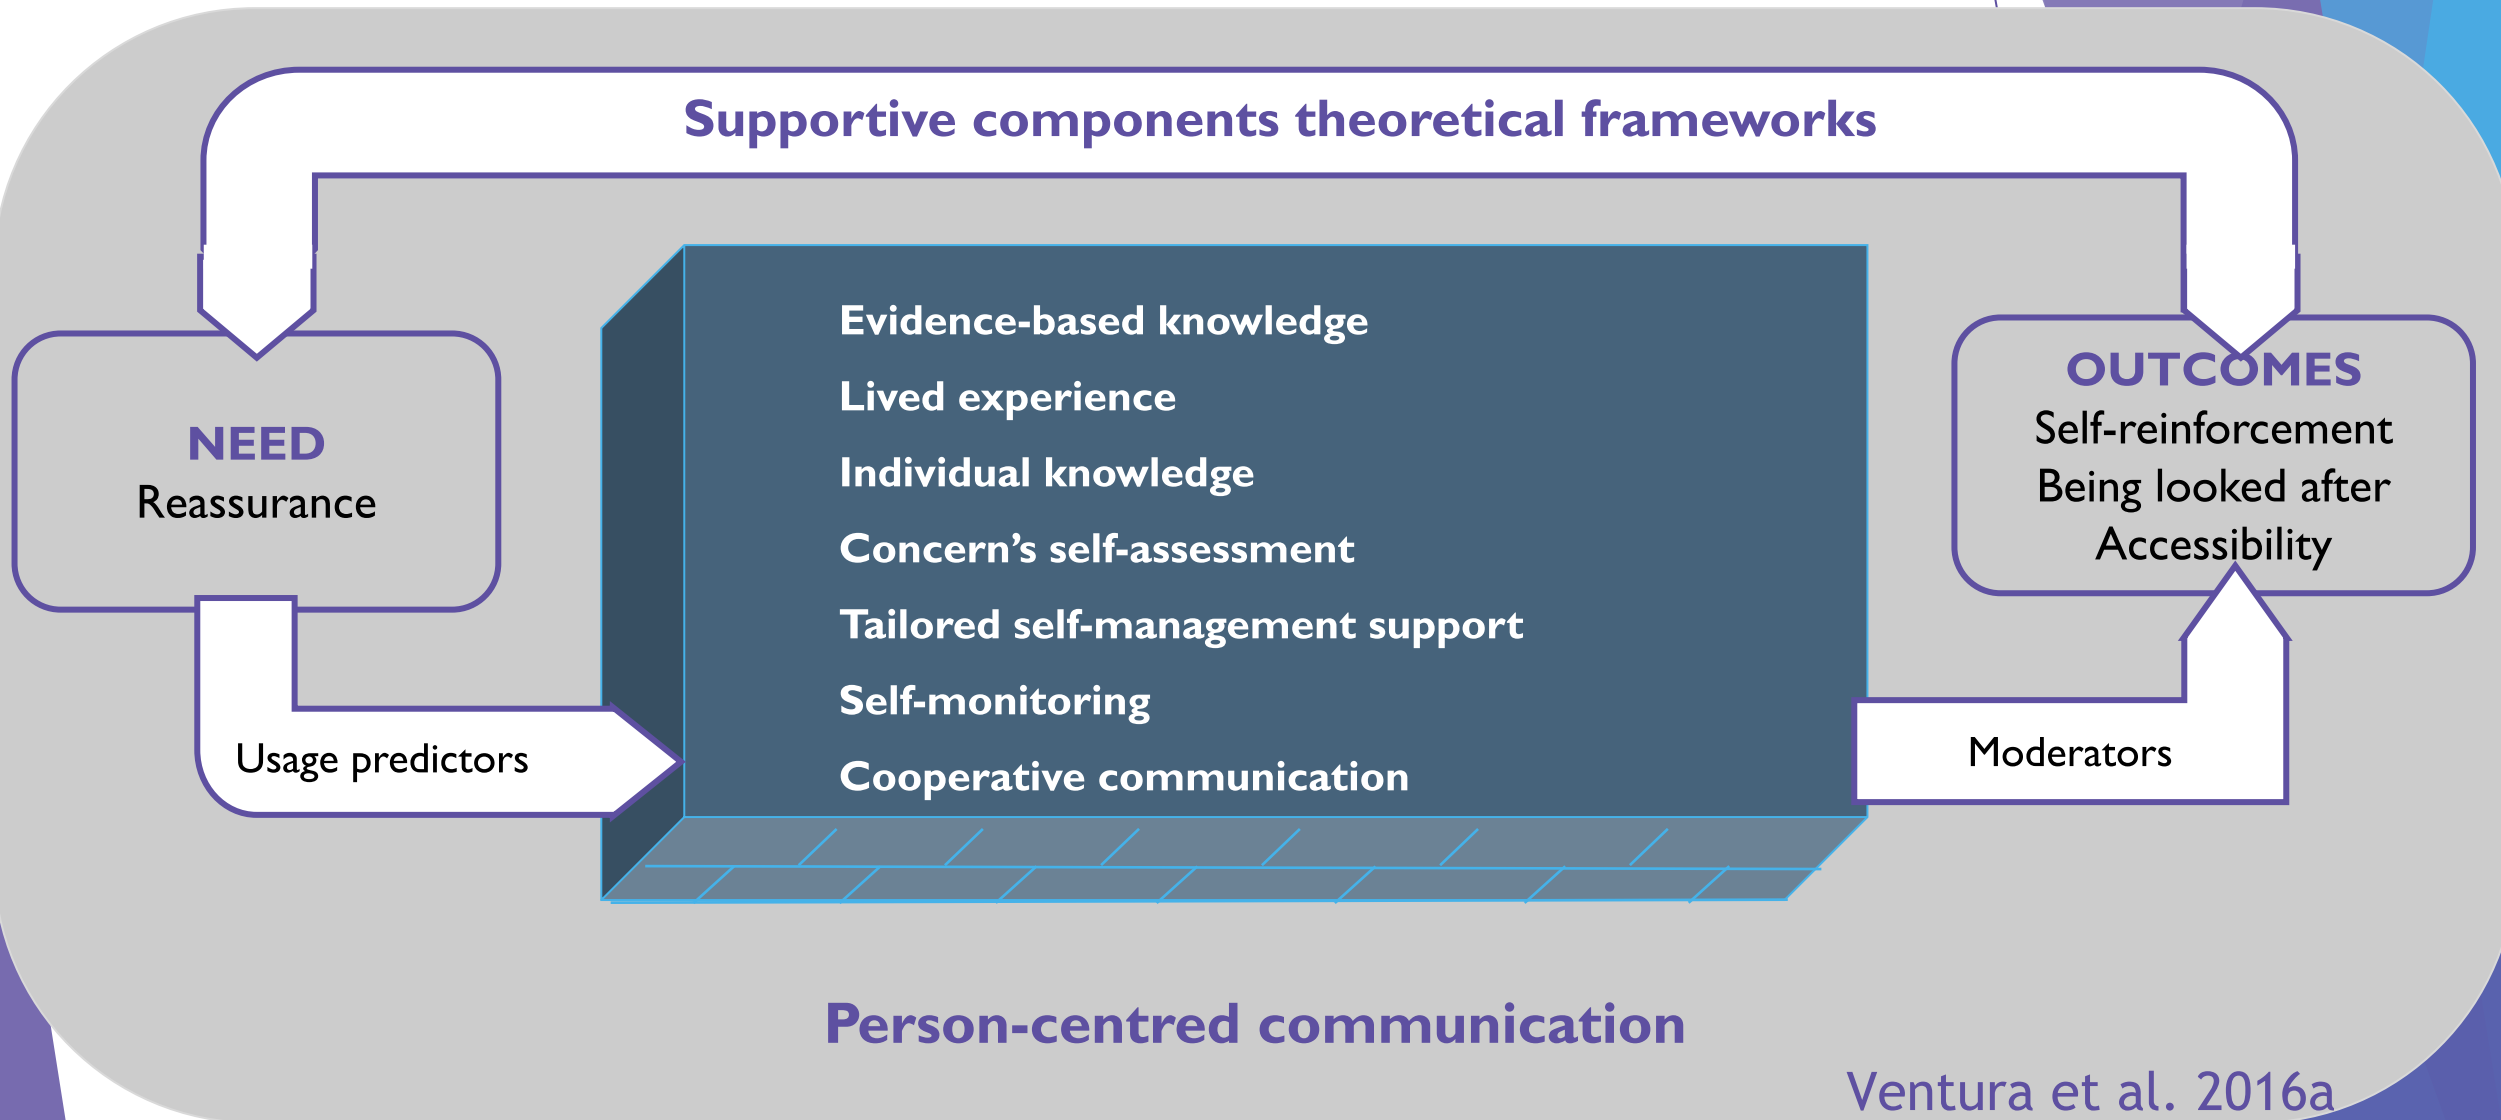 Supportive components theoretical frameworks
NEED
Reassurance
Usage predictors
Evidence-based knowledge
Lived experience
Individual knowledge
Concern's self-assessment
Tailored self-management support
Self-monitoring
Cooperative communication
OUTCOMES
Self-reinforcement
Being looked after
Accessibility
Moderators
Person-centred communication
Ventura et al. 2016a